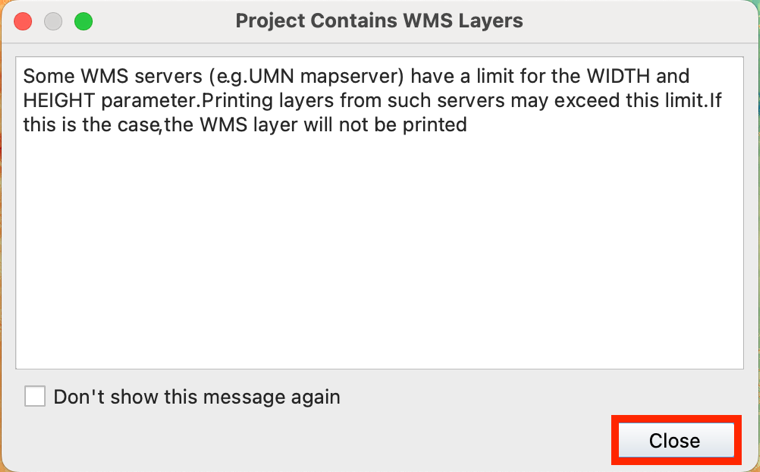 Project Contains WMS Layers
Some WMS servers (e.g.UMN mapserver) have a limit for the WIDTH and
HEIGHT parameter.Printing layers from such servers may exceed this limit.If
this is the case,the WMS layer will not be printed
Don't show this message again
Close